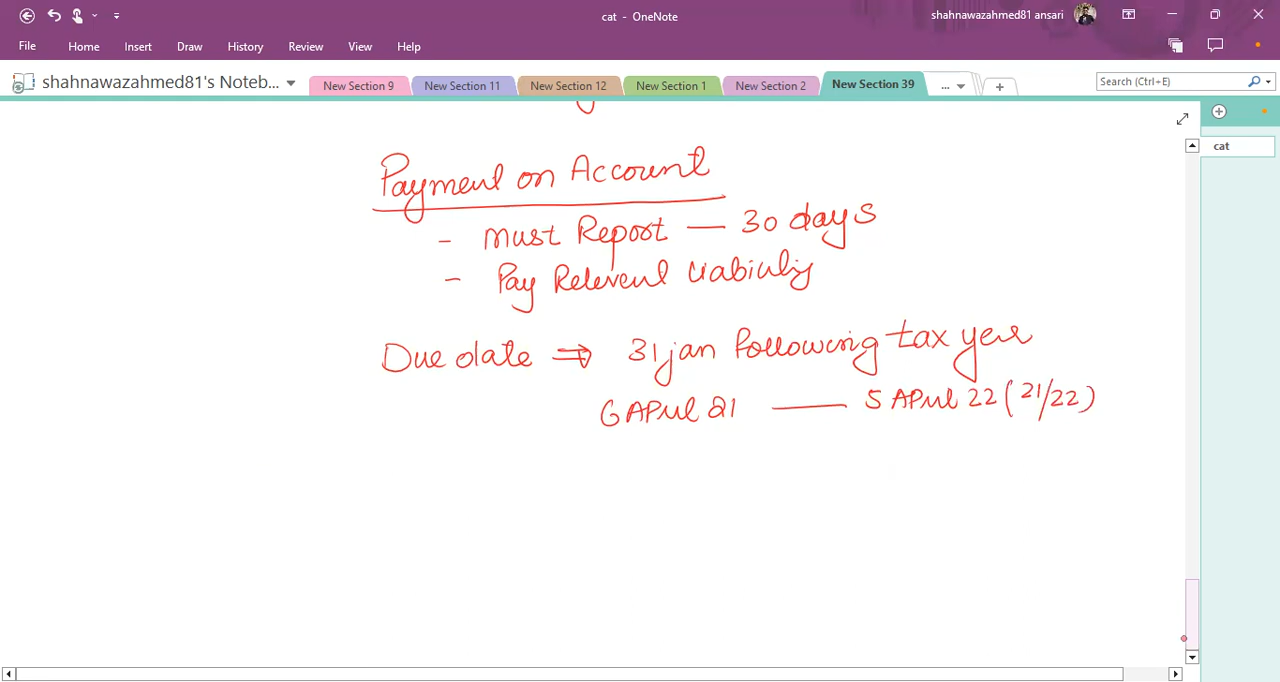 cat - OneNote
shahnawazahmed81 ansari
File Home Insert Draw History Review View Help
shahnawazahmed81's Noteb... New Section 9 New Section 11 New Section 12 New Section 1 New Section 2 New Section 39 ... Search (Ctrl+E)
cat
Payment on Account
- Must Report — 30 days
- Pay Relevent Liability
Due date ⇒ 31 jan following tax year
6 April 21 — 5 April 22 (21/22)